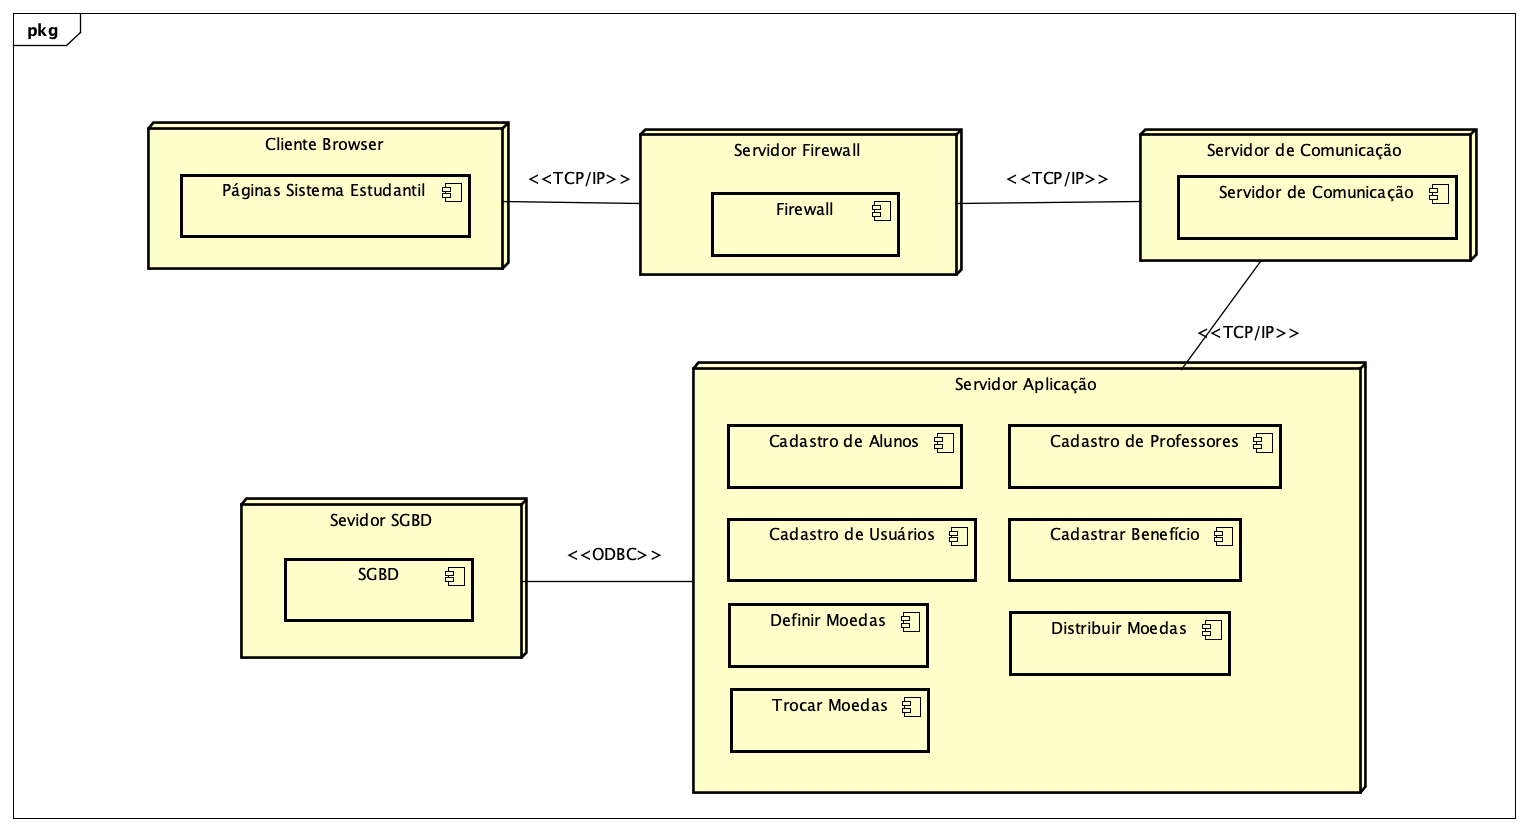 pkg
Cliente Browser
Páginas Sistema Estudantil
<<TCP/IP>>
Servidor Firewall
Firewall
<<TCP/IP>>
Servidor de Comunicação
Servidor de Comunicação
<<TCP/IP>>
Servidor Aplicação
Cadastro de Alunos
Cadastro de Professores
Cadastro de Usuários
Cadastrar Benefício
Definir Moedas
Distribuir Moedas
Trocar Moedas
Sevidor SGBD
SGBD
<<ODBC>>